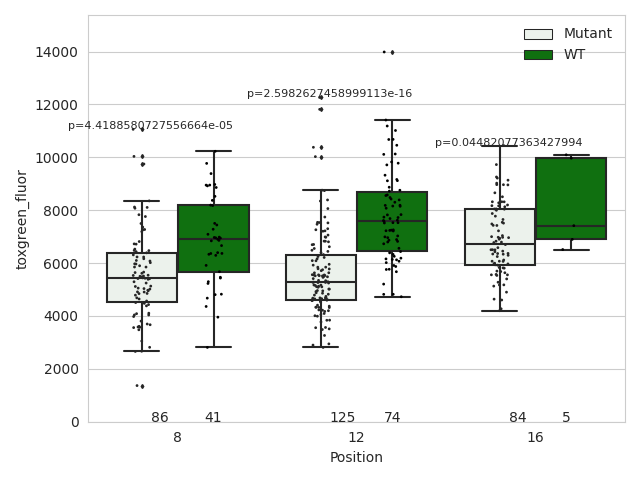 Mutant
WT
toxgreen_fluor
14000
12000
10000
8000
6000
4000
2000
0
p=4.4188580727556664e-05
p=2.5982627458999113e-16
p=0.04482077363427994
86 41 125 74 84 5
8 12 16
Position